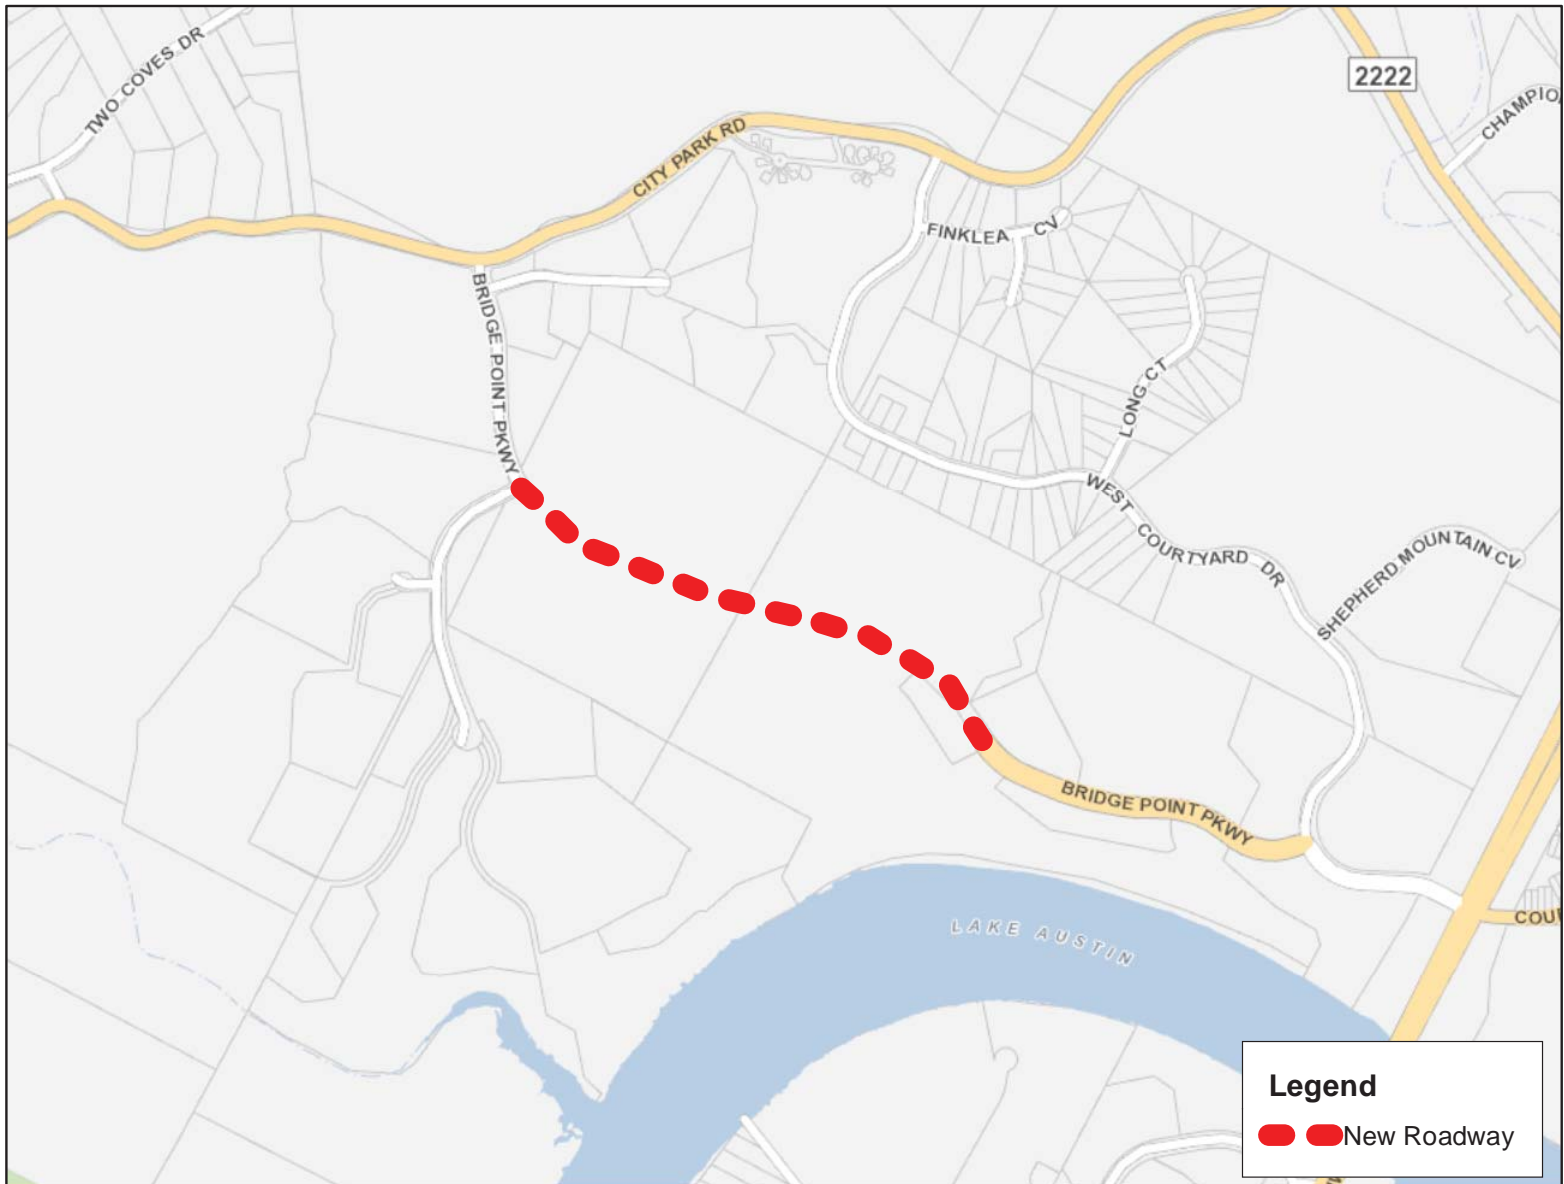 TWO COVES DR
2222
CHAMPIO
CITY PARK RD
FINKLEA CV
BRIDGE POINT PKWY
LONG CT
WEST COURTYARD DR
SHEPHERD MOUNTAIN CV
BRIDGE POINT PKWY
COU
LAKE AUSTIN
Legend
New Roadway